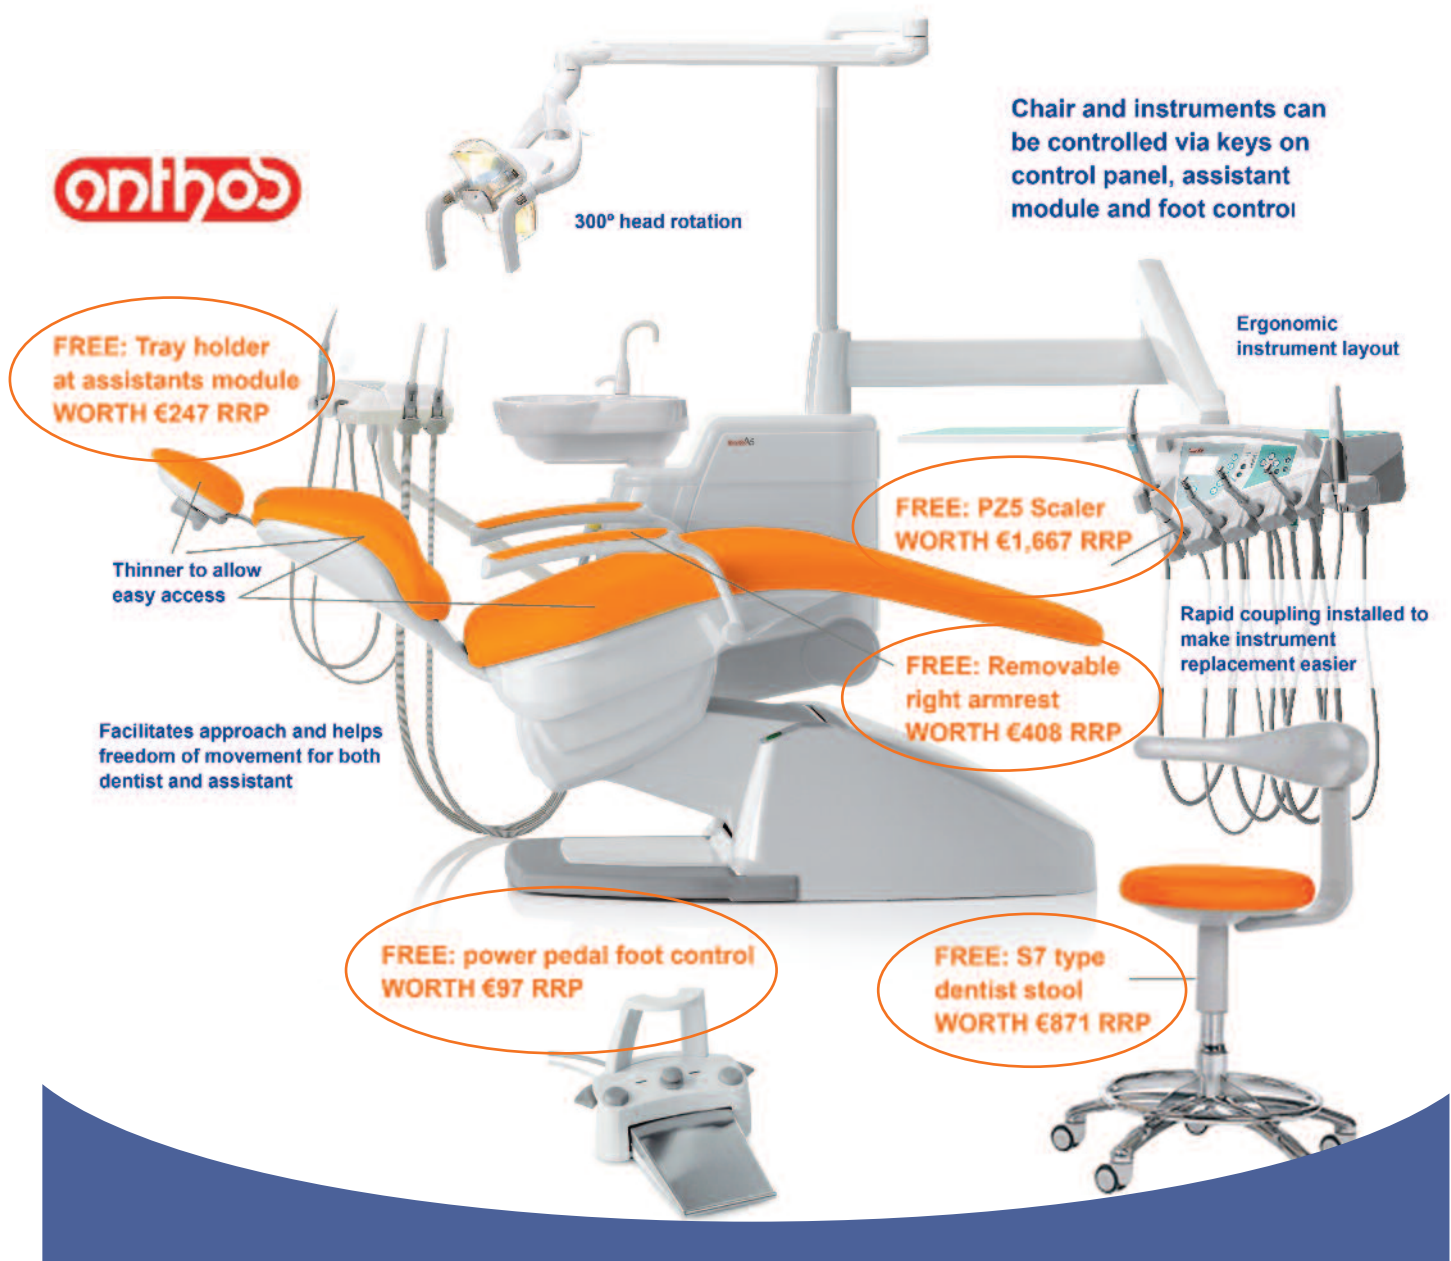 Chair and instruments can
be controlled via keys on
control panel, assistant
module and foot control
anthos
300º head rotation
Ergonomic
instrument layout
FREE: Tray holder
at assistants module
WORTH €247 RRP
FREE: PZ5 Scaler
WORTH €1,667 RRP
Thinner to allow
easy access
Rapid coupling installed to
make instrument
replacement easier
FREE: Removable
right armrest
WORTH €408 RRP
Facilitates approach and helps
freedom of movement for both
dentist and assistant
FREE: power pedal foot control
WORTH €97 RRP
FREE: S7 type
dentist stool
WORTH €871 RRP